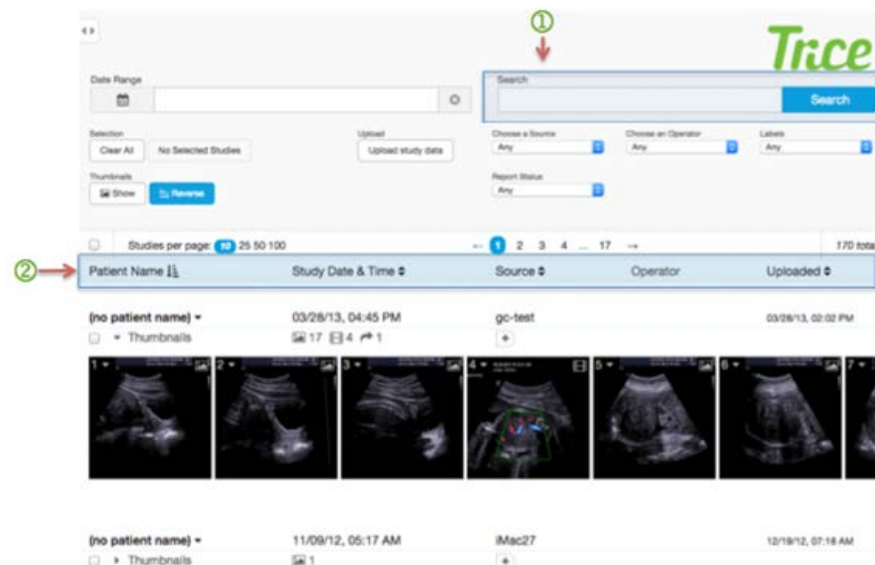 ①
Trice
Date Range
Search
Search
Selection
Upload
Choose a Source
Choose an Operator
Labels
Clear All
No Selected Studies
Upload study data
Any
Any
Any
Thumbnails
Report Status
Show
Reverse
Any
Studies per page: 10 25 50 100
← 1 2 3 4 ... 17 →
170 total
②
Patient Name
Study Date & Time
Source
Operator
Uploaded
(no patient name)
03/28/13, 04:45 PM
gc-test
03/28/13, 02:02 PM
Thumbnails
17 4 1
+
1 2 3 4 5 6 7
(no patient name)
11/09/12, 05:17 AM
iMac27
12/19/12, 07:18 AM
Thumbnails
1
+